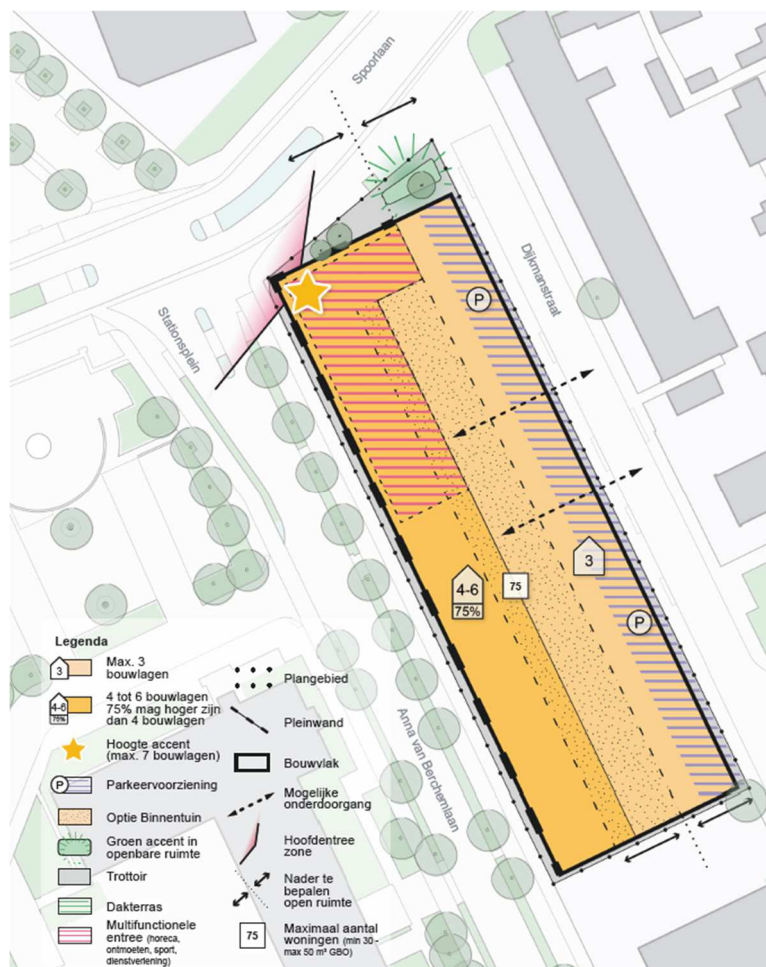 Spoorlaan
Dijkmanstraat
Stationsplein
P
3
4-6
75%
75
P
Anna van Berchemlaan
Legenda
3
Max. 3
bouwlagen
4-6
75%
4 tot 6 bouwlagen
75% mag hoger zijn
dan 4 bouwlagen
Hoogte accent
(max. 7 bouwlagen)
P
Parkeervoorziening
Optie Binnentuin
Groen accent in
openbare ruimte
Trottoir
Dakterras
Multifunctionele
entree (horeca,
ontmoeten, sport,
dienstverlening)
Plangebied
Pleinwand
Bouwvlak
Mogelijke
onderdoorgang
Hoofdentree
zone
Nader te
bepalen
open ruimte
75
Maximaal aantal
woningen (min 30 -
max 50 m² GBO)